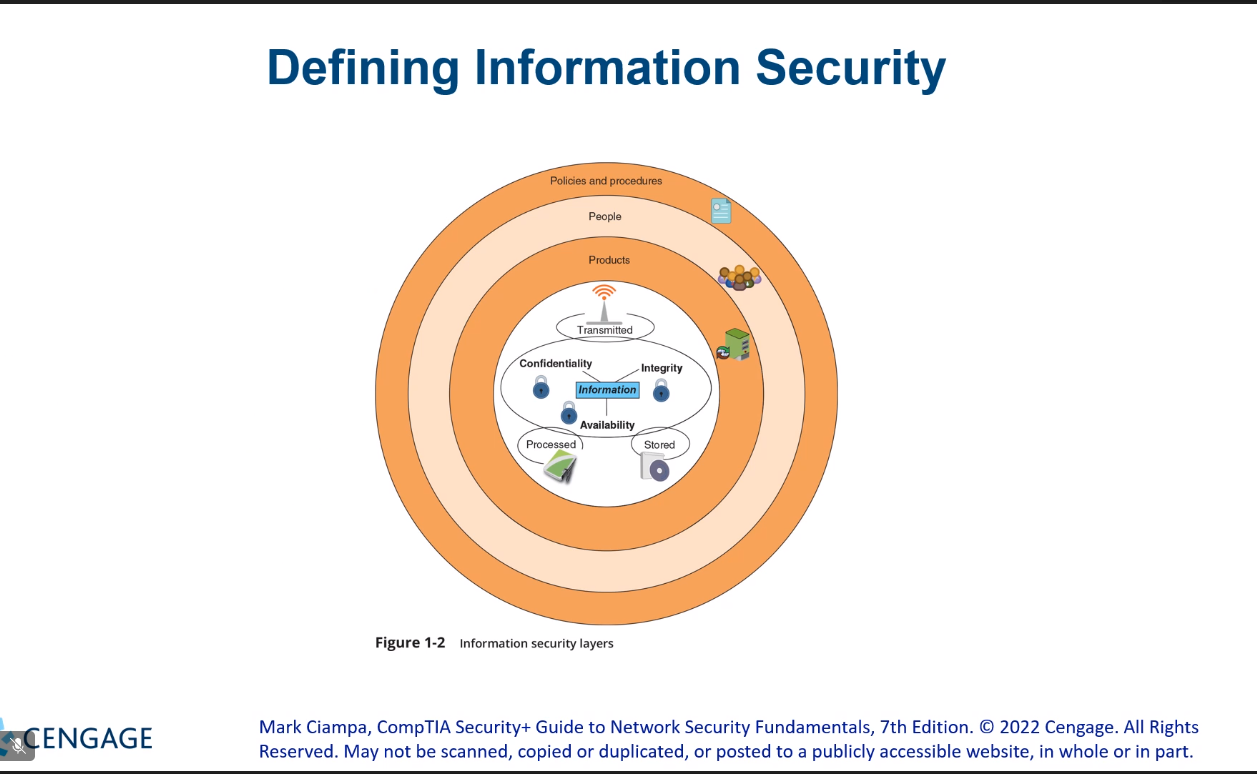 Defining Information Security
Policies and procedures
People
Products
Transmitted
Confidentiality
Integrity
Information
Availability
Processed
Stored
Figure 1-2 Information security layers
CENGAGE
Mark Ciampa, CompTIA Security+ Guide to Network Security Fundamentals, 7th Edition. © 2022 Cengage. All Rights
Reserved. May not be scanned, copied or duplicated, or posted to a publicly accessible website, in whole or in part.